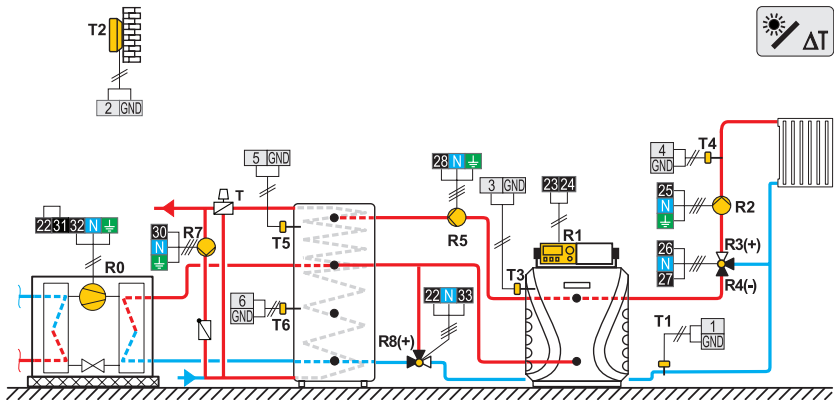 T2
2 GND
ΔT
5 GND
T
T5
28 N
R5
3 GND
23 24
R1
T3
4
GND
T4
25
N
R2
26
N
27
R3(+)
R4(-)
22 31 32 N
R0
30
N
R7
6
GND
T6
22 N 33
R8(+)
T1
1
GND